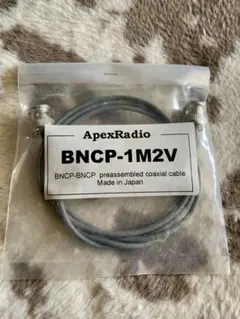 ApexRadio
BNCP-1M2V
BNCP-BNCP preassembled coaxial cable
Made in Japan